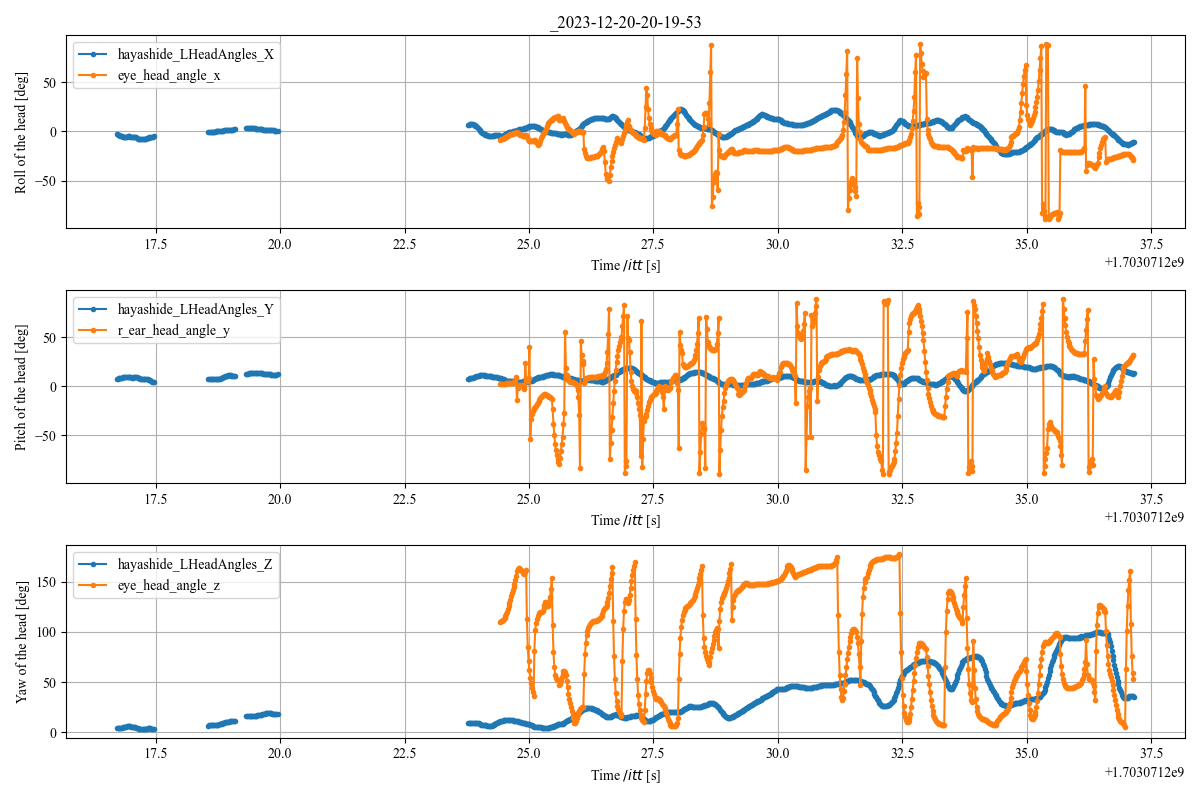 _2023-12-20-20-19-53
hayashide_LHeadAngles_X
eye_head_angle_x
Roll of the head [deg]
50
0
−50
17.5 20.0 22.5 25.0 27.5 30.0 32.5 35.0 37.5
Time /itt [s]
+1.7030712e9
hayashide_LHeadAngles_Y
r_ear_head_angle_y
Pitch of the head [deg]
50
0
−50
17.5 20.0 22.5 25.0 27.5 30.0 32.5 35.0 37.5
Time /itt [s]
+1.7030712e9
hayashide_LHeadAngles_Z
eye_head_angle_z
Yaw of the head [deg]
150
100
50
0
17.5 20.0 22.5 25.0 27.5 30.0 32.5 35.0 37.5
Time /itt [s]
+1.7030712e9